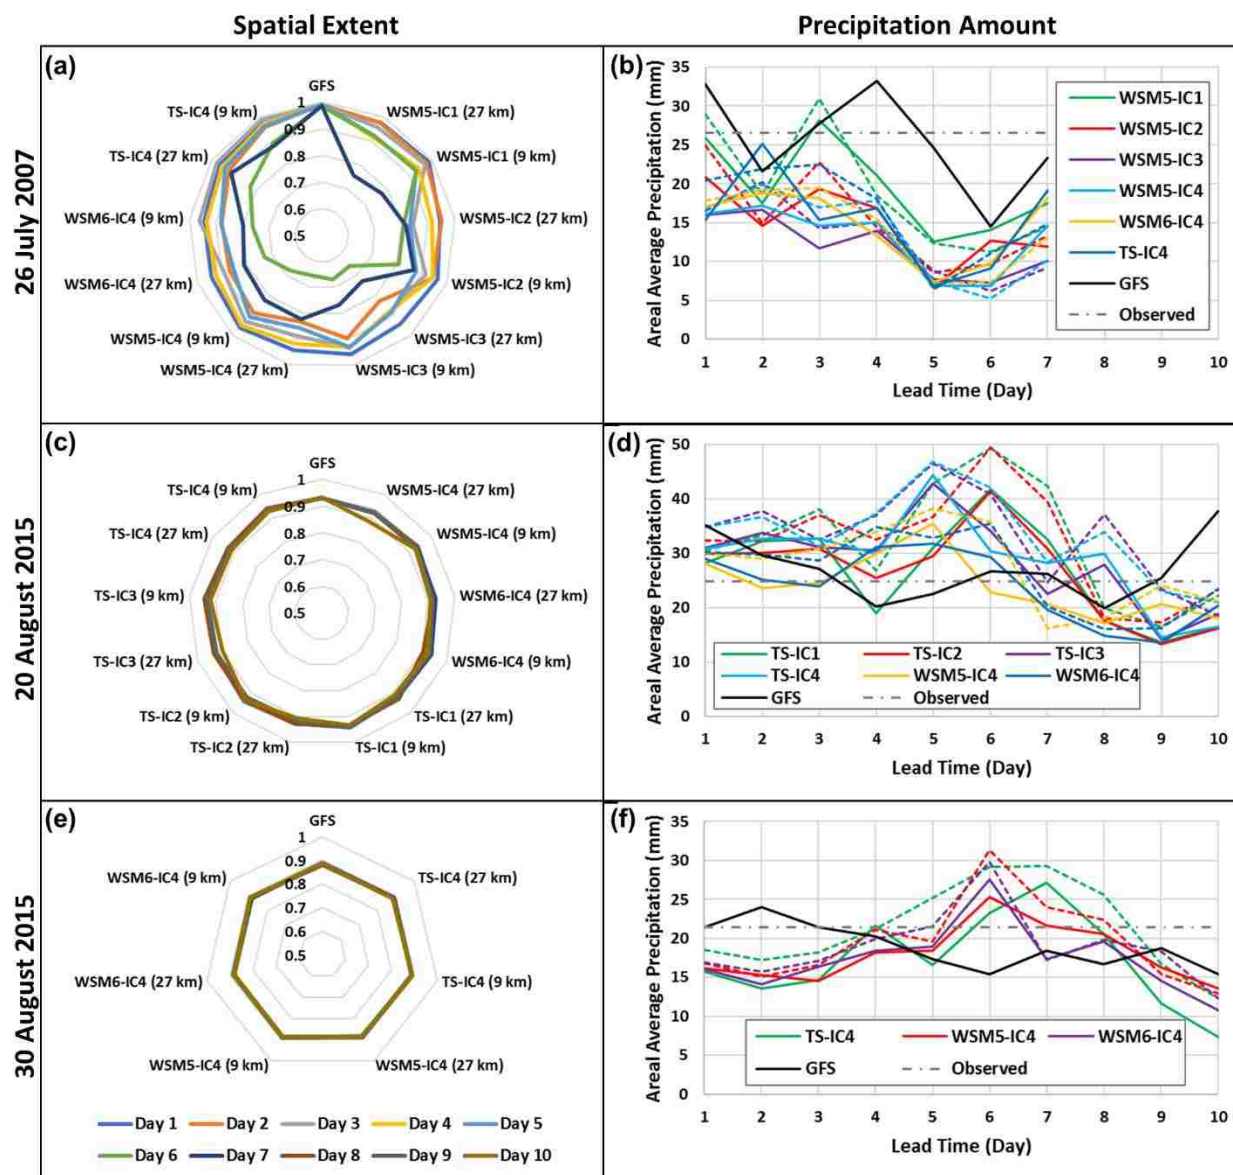 Spatial Extent
Precipitation Amount
26 July 2007
(a)
GFS
WSM5-IC1 (27 km)
WSM5-IC1 (9 km)
WSM5-IC2 (27 km)
WSM5-IC2 (9 km)
WSM5-IC3 (27 km)
WSM5-IC3 (9 km)
WSM5-IC4 (27 km)
WSM5-IC4 (9 km)
WSM6-IC4 (27 km)
WSM6-IC4 (9 km)
TS-IC4 (27 km)
TS-IC4 (9 km)
1
0.9
0.8
0.7
0.6
0.5
(b)
Areal Average Precipitation (mm)
35
30
25
20
15
10
5
0
1 2 3 4 5 6 7 8 9 10
Lead Time (Day)
WSM5-IC1
WSM5-IC2
WSM5-IC3
WSM5-IC4
WSM6-IC4
TS-IC4
GFS
Observed
20 August 2015
(c)
GFS
WSM5-IC4 (27 km)
WSM5-IC4 (9 km)
WSM6-IC4 (27 km)
WSM6-IC4 (9 km)
TS-IC1 (27 km)
TS-IC1 (9 km)
TS-IC2 (27 km)
TS-IC2 (9 km)
TS-IC3 (27 km)
TS-IC3 (9 km)
TS-IC4 (27 km)
TS-IC4 (9 km)
1
0.9
0.8
0.7
0.6
0.5
(d)
Areal Average Precipitation (mm)
50
40
30
20
10
0
TS-IC1 TS-IC2 TS-IC3
TS-IC4 WSM5-IC4 WSM6-IC4
GFS Observed
1 2 3 4 5 6 7 8 9 10
Lead Time (Day)
30 August 2015
(e)
GFS
TS-IC4 (27 km)
TS-IC4 (9 km)
WSM5-IC4 (27 km)
WSM5-IC4 (9 km)
WSM6-IC4 (27 km)
WSM6-IC4 (9 km)
1
0.9
0.8
0.7
0.6
0.5
Day 1 Day 2 Day 3 Day 4 Day 5
Day 6 Day 7 Day 8 Day 9 Day 10
(f)
Areal Average Precipitation (mm)
35
30
25
20
15
10
5
0
TS-IC4 WSM5-IC4 WSM6-IC4
GFS Observed
1 2 3 4 5 6 7 8 9 10
Lead Time (Day)